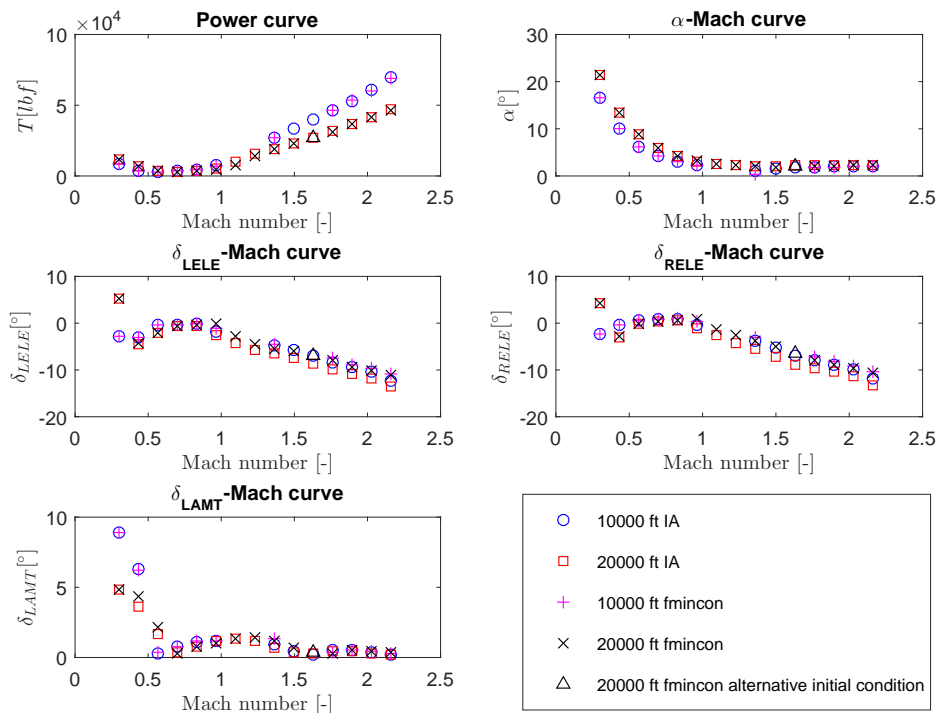 Power curve
×10⁴
10
5
0
T[lbf]
0 0.5 1 1.5 2 2.5
Mach number [-]
α-Mach curve
30
20
10
0
α[°]
0 0.5 1 1.5 2 2.5
Mach number [-]
δLELE-Mach curve
10
0
-10
-20
δLELE[°]
0 0.5 1 1.5 2 2.5
Mach number [-]
δRELE-Mach curve
10
0
-10
-20
δRELE[°]
0 0.5 1 1.5 2 2.5
Mach number [-]
δLAMT-Mach curve
10
5
0
δLAMT[°]
0 0.5 1 1.5 2 2.5
Mach number [-]
10000 ft IA
20000 ft IA
10000 ft fmincon
20000 ft fmincon
20000 ft fmincon alternative initial condition